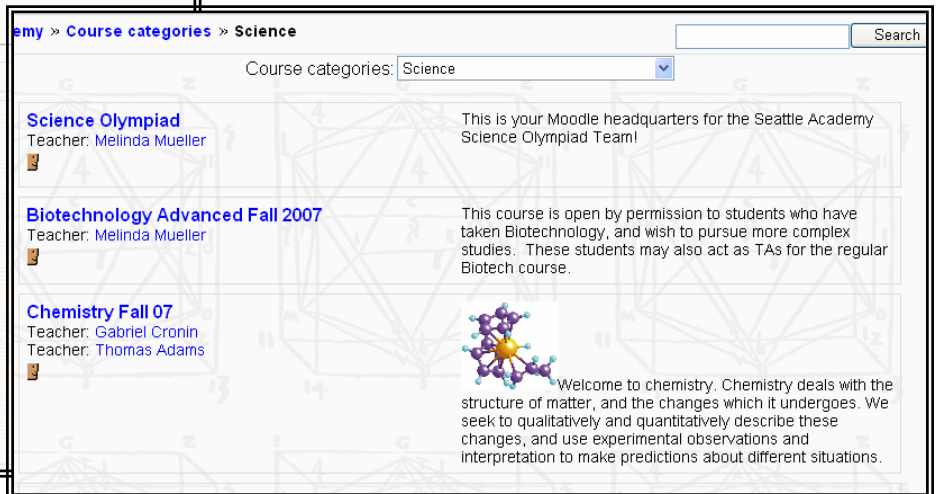 emy » Course categories » Science
Search
Course categories: Science
Science Olympiad
Teacher: Melinda Mueller
This is your Moodle headquarters for the Seattle Academy
Science Olympiad Team!
Biotechnology Advanced Fall 2007
Teacher: Melinda Mueller
This course is open by permission to students who have
taken Biotechnology, and wish to pursue more complex
studies. These students may also act as TAs for the regular
Biotech course.
Chemistry Fall 07
Teacher: Gabriel Cronin
Teacher: Thomas Adams
Welcome to chemistry. Chemistry deals with the
structure of matter, and the changes which it undergoes. We
seek to qualitatively and quantitatively describe these
changes, and use experimental observations and
interpretation to make predictions about different situations.